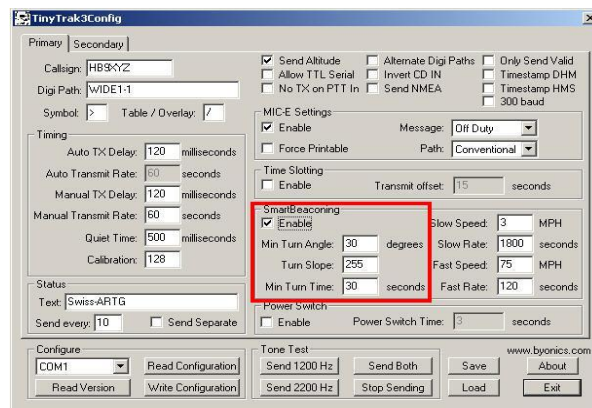 TinyTrak3Config
Primary Secondary
Callsign: HB9XYZ
Digi Path: WIDE1-1
Symbol: > Table / Overlay: /
Timing
Auto TX Delay: 120 milliseconds
Auto Transmit Rate: 60 seconds
Manual TX Delay: 120 milliseconds
Manual Transmit Rate: 60 seconds
Quiet Time: 500 milliseconds
Calibration: 128
Status
Text: Swiss-ARTG
Send every: 10 Send Separate
Send Altitude Alternate Digi Paths Only Send Valid
Allow TTL Serial Invert CD IN Timestamp DHM
No TX on PTT In Send NMEA Timestamp HMS
300 baud
MIC-E Settings
Enable Message: Off Duty
Force Printable Path: Conventional
Time Slotting
Enable Transmit offset: 15 seconds
SmartBeaconing
Enable Slow Speed: 3 MPH
Min Turn Angle: 30 degrees Slow Rate: 1800 seconds
Turn Slope: 255 Fast Speed: 75 MPH
Min Turn Time: 30 seconds Fast Rate: 120 seconds
Power Switch
Enable Power Switch Time: 3 seconds
Configure
COM1 Read Configuration
Read Version Write Configuration
Tone Test
Send 1200 Hz Send Both
Send 2200 Hz Stop Sending
www.byonics.com
Save About
Load Exit